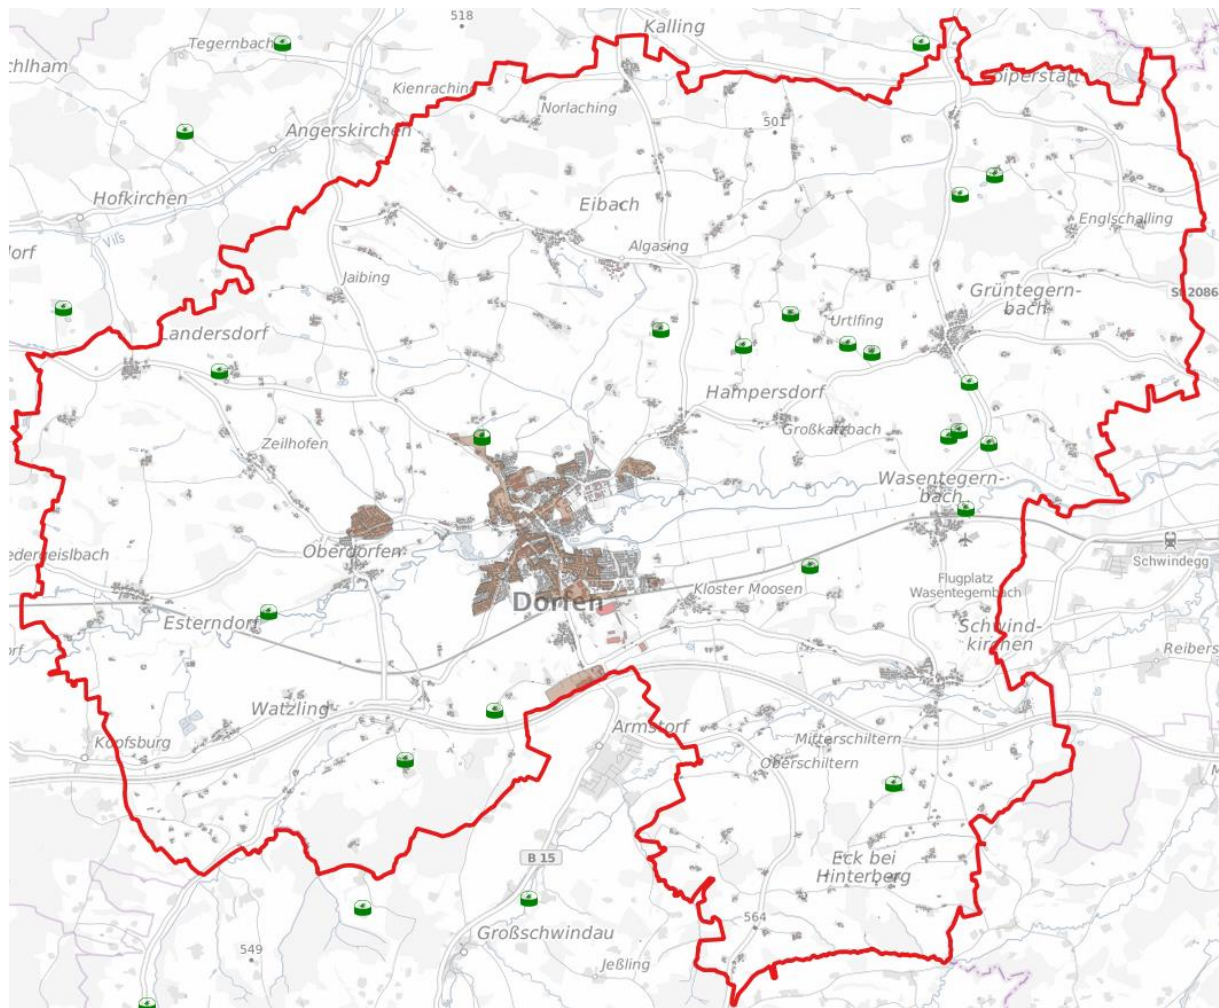 518
Kalling
Tegernbach
chlham
Kienraching
Norlaching
501
Angerskirchen
Hofkirchen
Eibach
Englschalling
Vils
Algasing
Jaibing
Grüntegern-
bach
St 2086
Landersdorf
Urtlfing
Hampersdorf
Großkatzbach
Zeilhofen
Wasentegern-
bach
Oberdorfen
Schwindegg
Flugplatz
Wasentegernbach
Kloster Moosen
Dorfen
Esterndorf
Schwind-
kirchen
Reibers
Watzling
Armstorf
Kopfsburg
Mitterschiltern
Oberschiltern
B 15
Eck bei
Hinterberg
564
Großschwindau
549
Jeßling